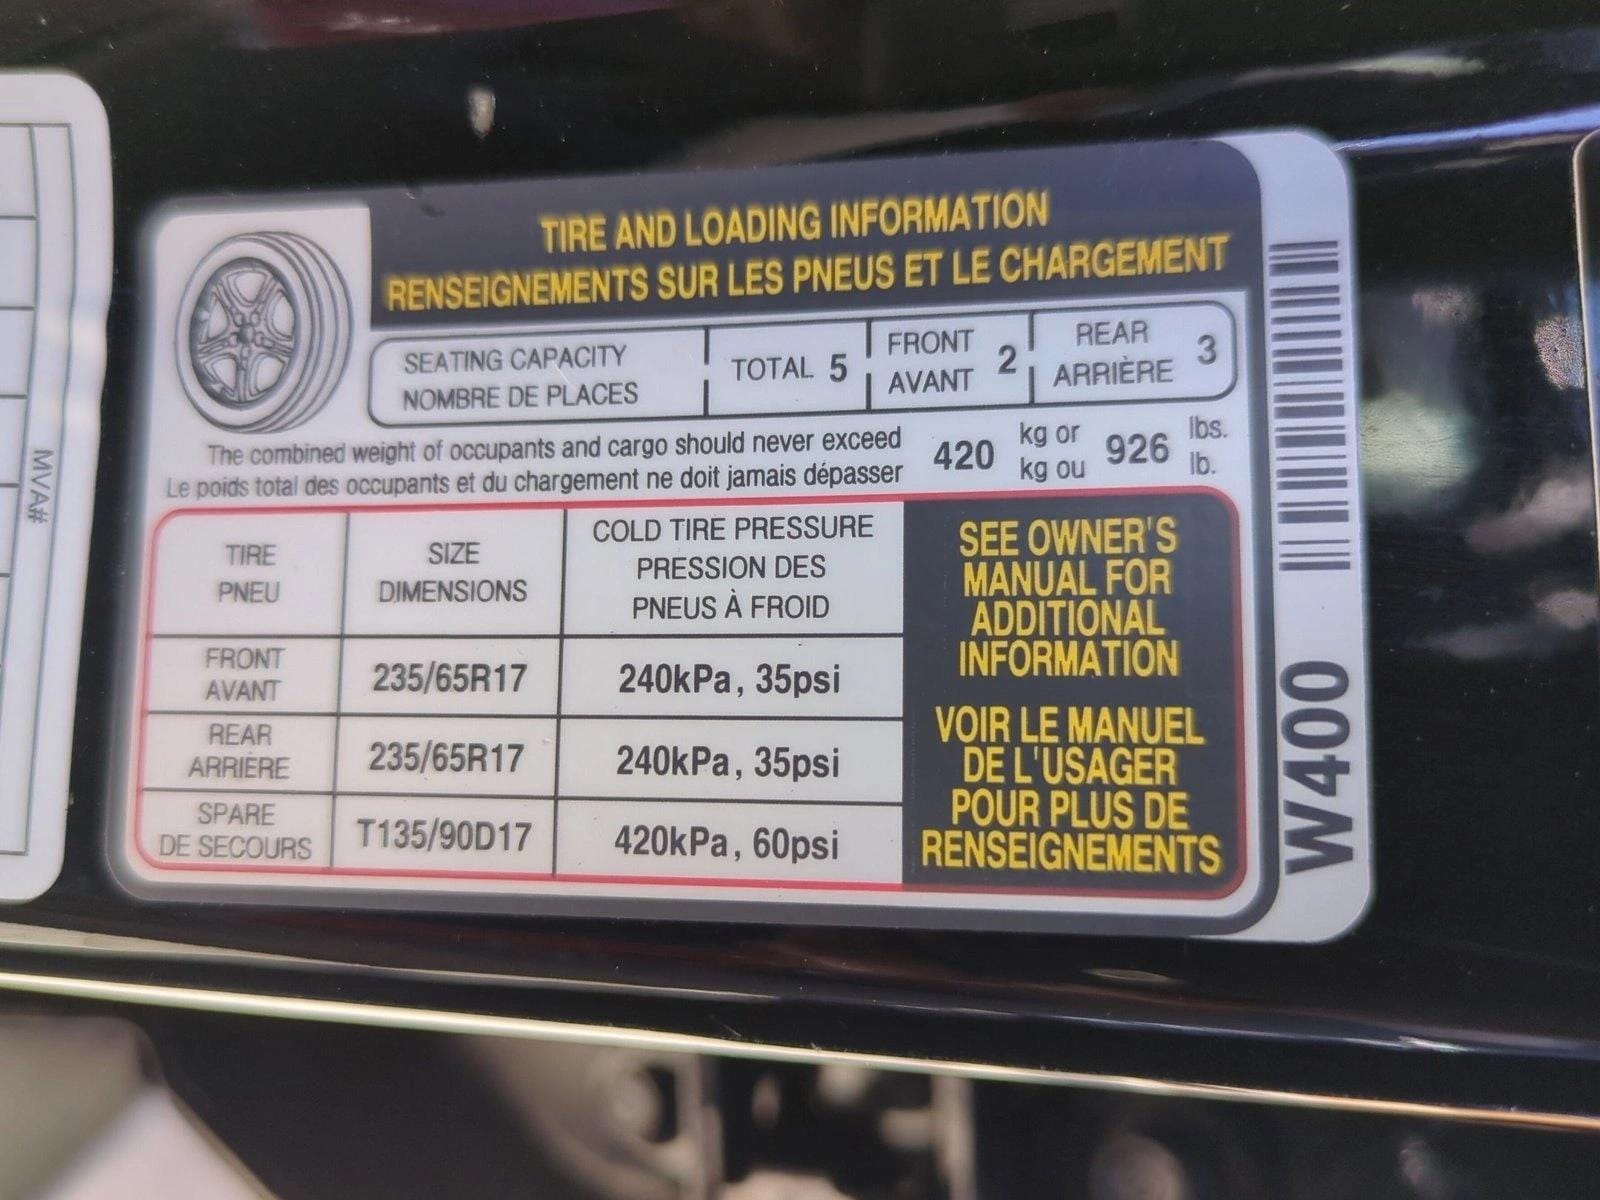 MVA#
TIRE AND LOADING INFORMATION
RENSEIGNEMENTS SUR LES PNEUS ET LE CHARGEMENT
SEATING CAPACITY
NOMBRE DE PLACES
TOTAL 5
FRONT
AVANT
2
REAR
ARRIÈRE
3
The combined weight of occupants and cargo should never exceed
Le poids total des occupants et du chargement ne doit jamais dépasser
420
kg or
kg ou
926
lbs.
lb.
TIRE
PNEU
SIZE
DIMENSIONS
COLD TIRE PRESSURE
PRESSION DES
PNEUS À FROID
FRONT
AVANT
235/65R17
240kPa, 35psi
REAR
ARRIERE
235/65R17
240kPa, 35psi
SPARE
DE SECOURS
T135/90D17
420kPa, 60psi
SEE OWNER'S
MANUAL FOR
ADDITIONAL
INFORMATION
VOIR LE MANUEL
DE L'USAGER
POUR PLUS DE
RENSEIGNEMENTS
W400